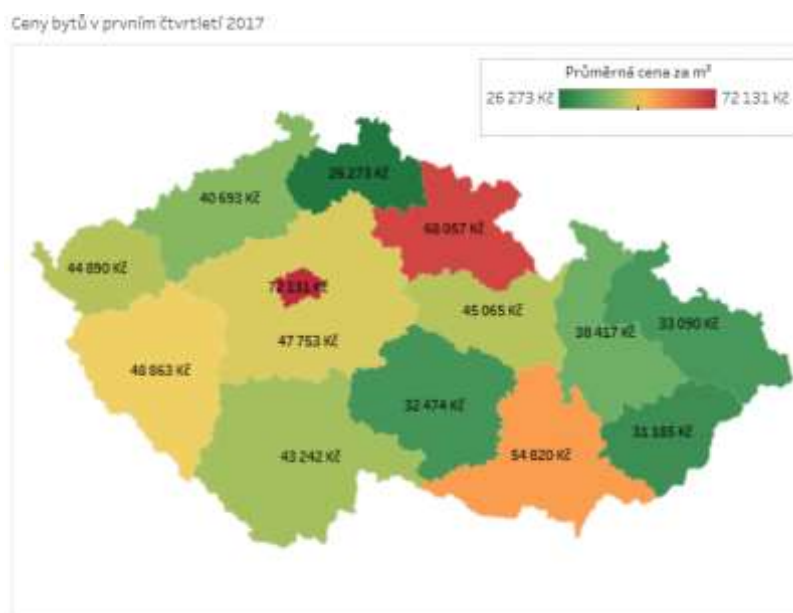 Ceny bytů v prvním čtvrtletí 2017
Průměrná cena za m²
26 273 Kč
72 131 Kč
26 273 Kč
40 693 Kč
68 057 Kč
44 890 Kč
72 131 Kč
45 065 Kč
38 417 Kč
33 090 Kč
47 753 Kč
48 863 Kč
32 474 Kč
43 242 Kč
54 820 Kč
Kč